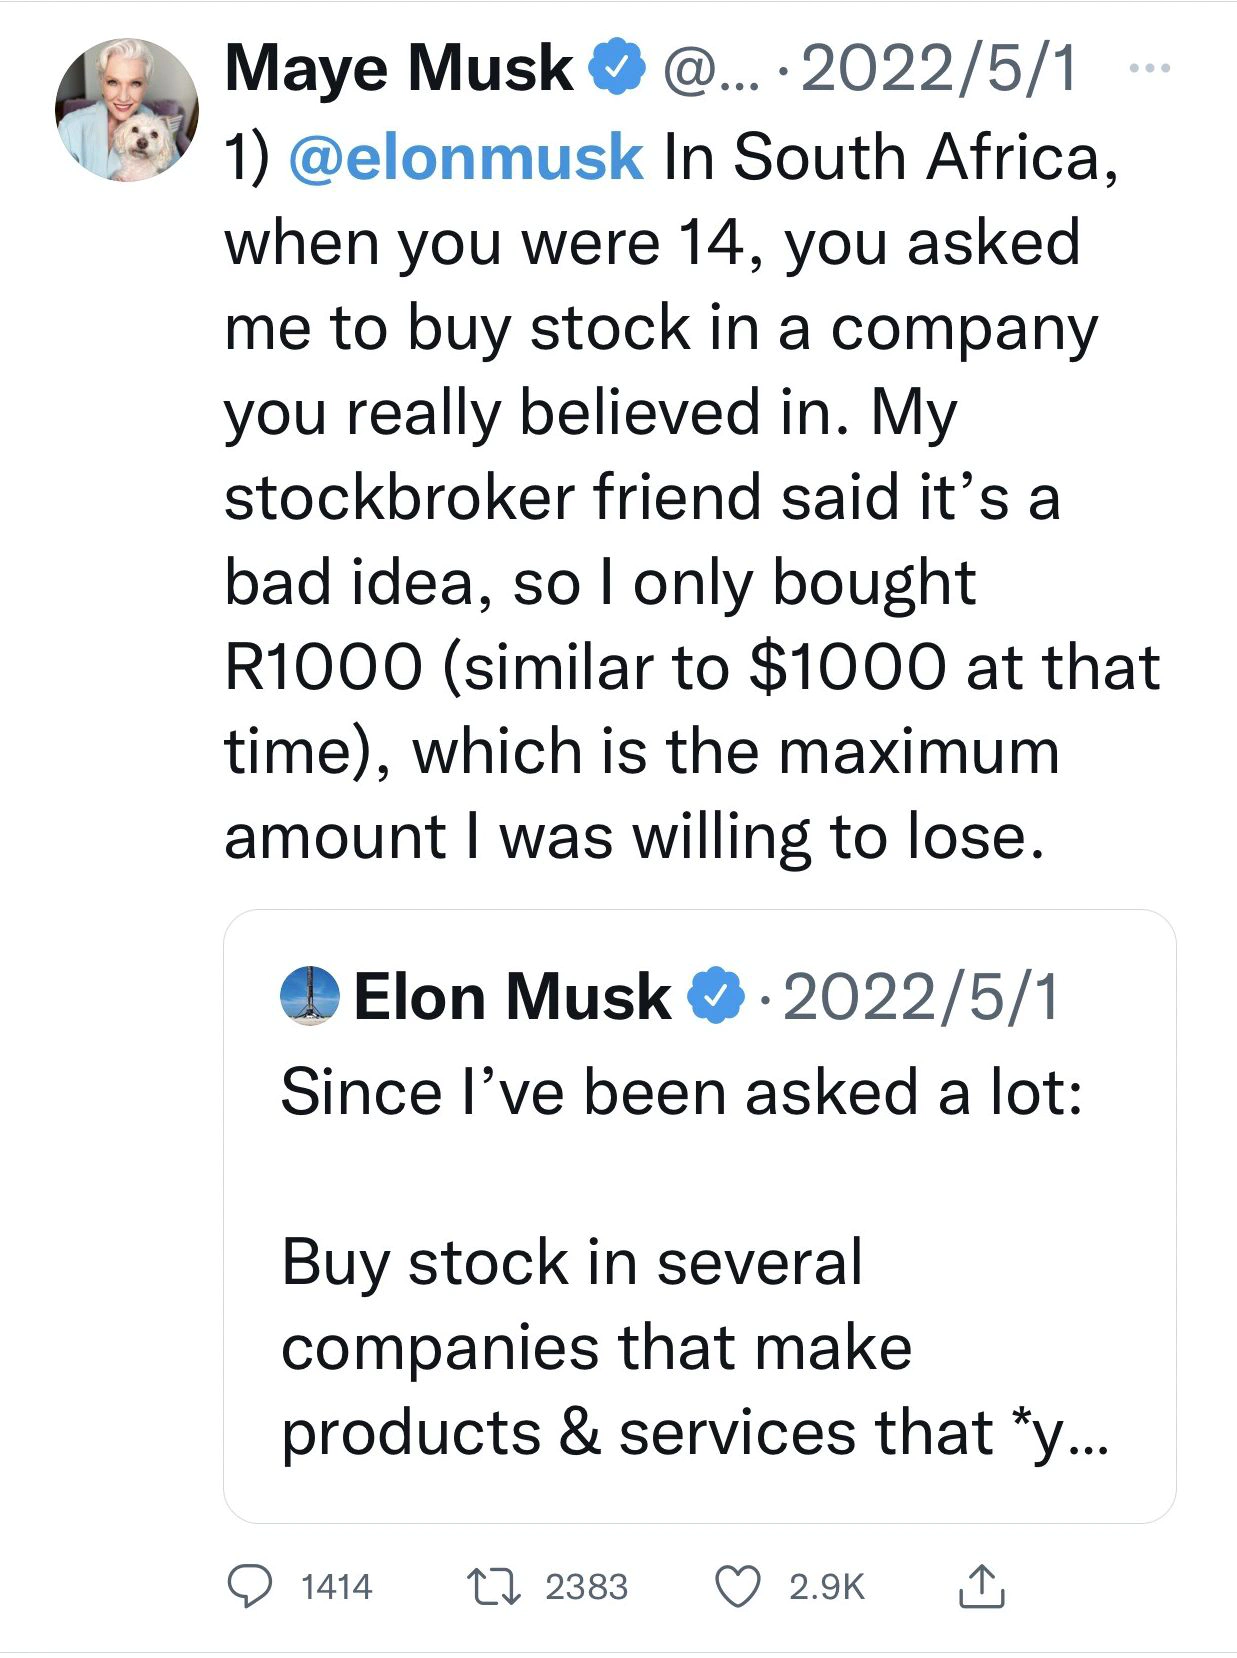 Maye Musk @... · 2022/5/1
1) @elonmusk In South Africa,
when you were 14, you asked
me to buy stock in a company
you really believed in. My
stockbroker friend said it’s a
bad idea, so I only bought
R1000 (similar to $1000 at that
time), which is the maximum
amount I was willing to lose.
Elon Musk · 2022/5/1
Since I’ve been asked a lot:
Buy stock in several
companies that make
products & services that *y...
1414 2383 2.9K